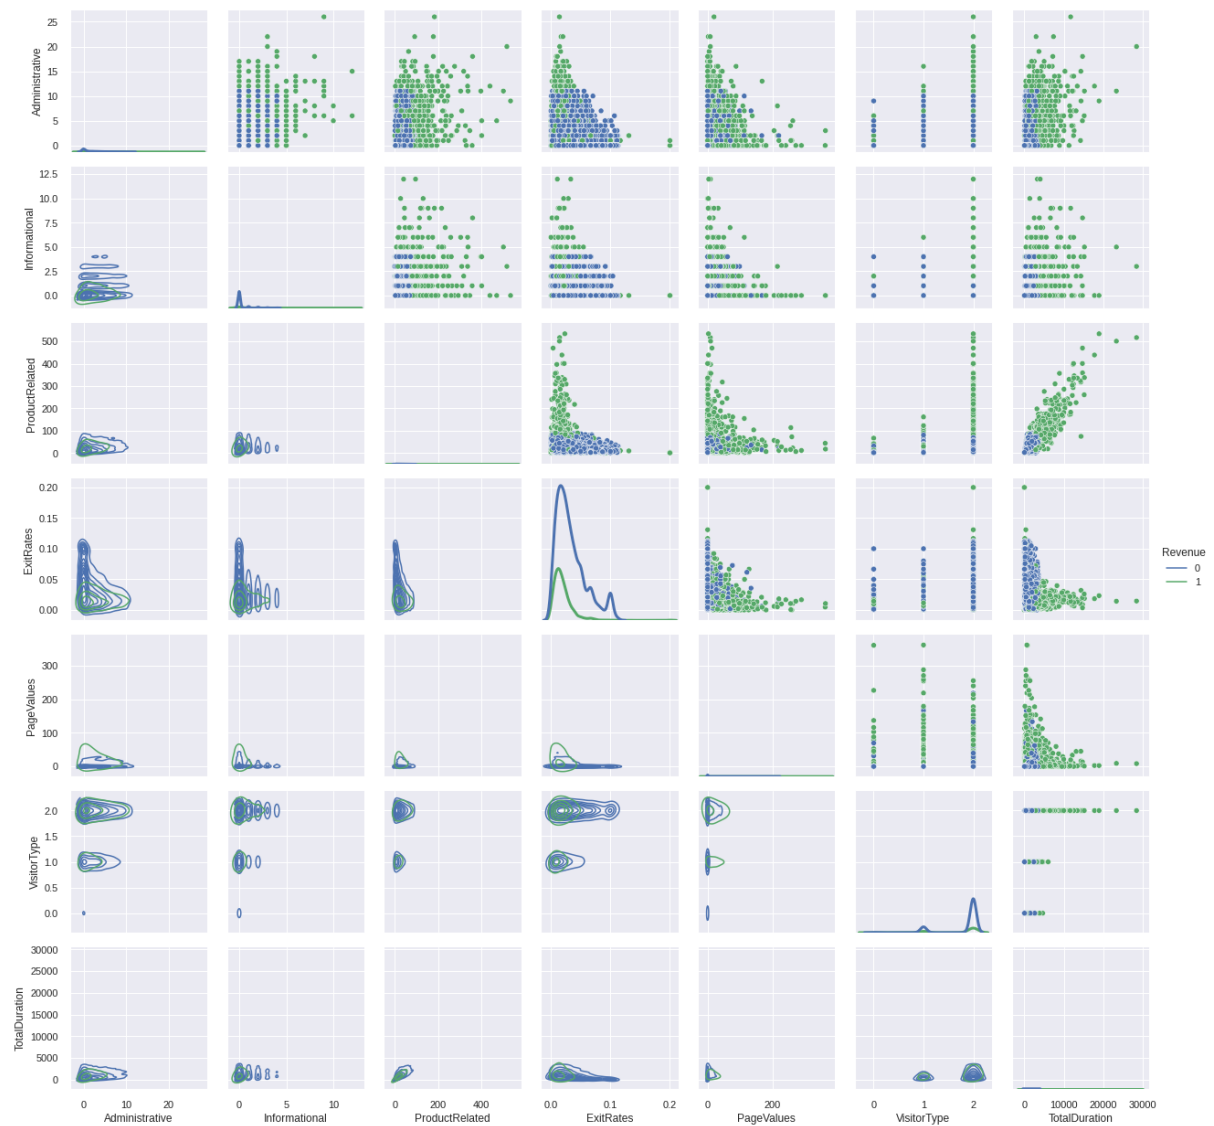 Administrative
25
20
15
10
5
0
Informational
12.5
10.0
7.5
5.0
2.5
0.0
ProductRelated
500
400
300
200
100
0
ExitRates
0.20
0.15
0.10
0.05
0.00
Revenue
0
1
PageValues
300
200
100
0
VisitorType
2.0
1.5
1.0
0.5
0.0
TotalDuration
30000
25000
20000
15000
10000
5000
0
0 10 20
0 5 10
0 200 400
0.0 0.1 0.2
0 200
0 1 2
0 10000 20000 30000
Administrative Informational ProductRelated ExitRates PageValues VisitorType TotalDuration